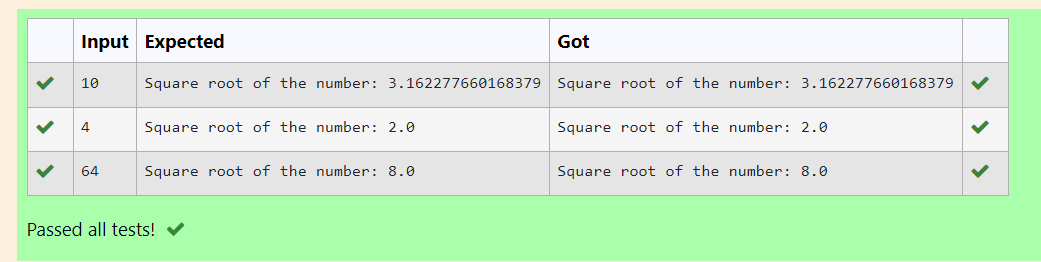 Input Expected Got
10 Square root of the number: 3.162277660168379 Square root of the number: 3.162277660168379
4 Square root of the number: 2.0 Square root of the number: 2.0
64 Square root of the number: 8.0 Square root of the number: 8.0
Passed all tests!